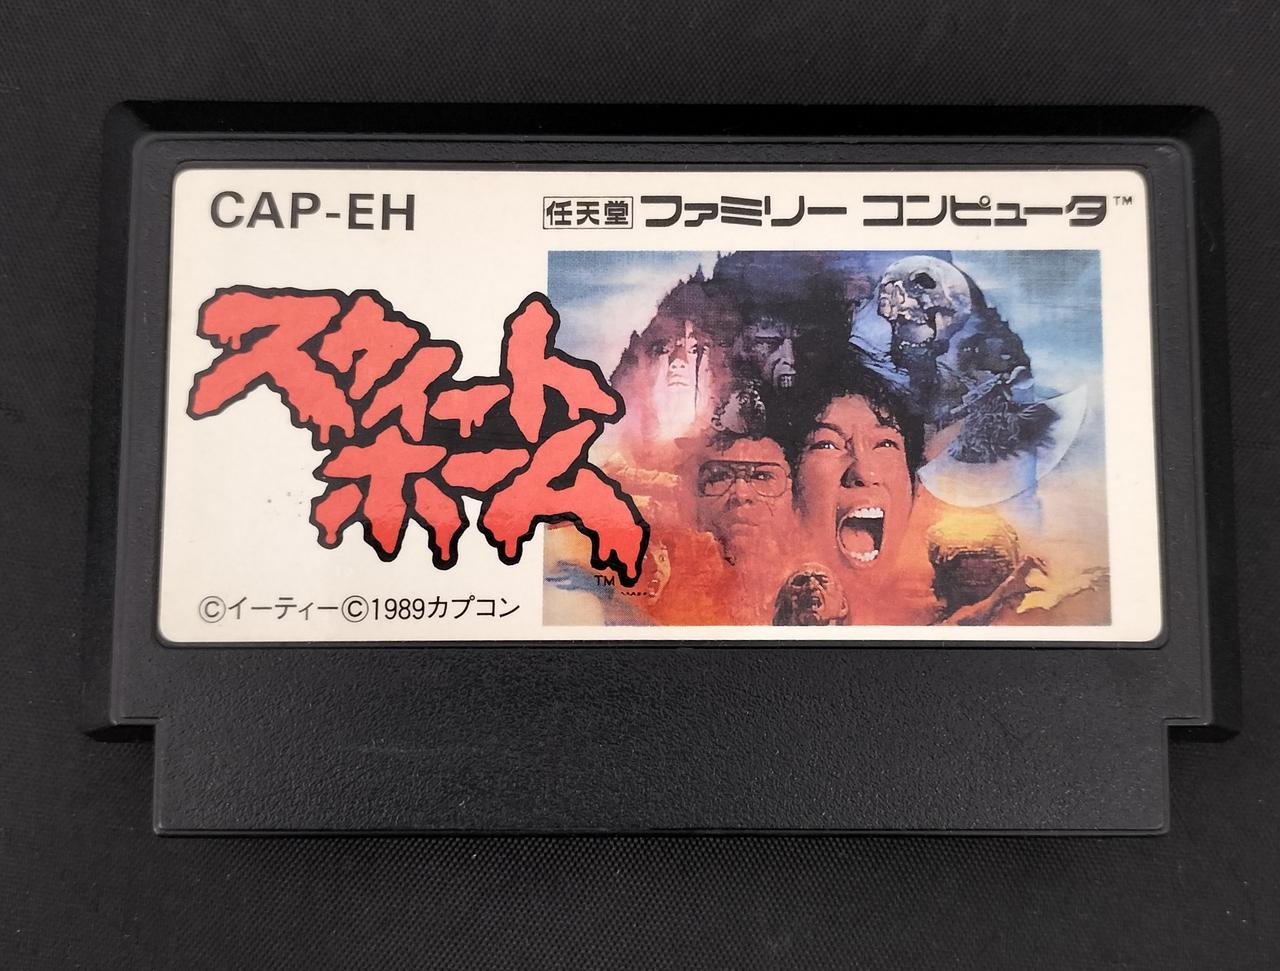 CAP-EH
任天堂 ファミリー コンピュータ™
スウィート
ホーム
TM
©イーティー©1989カプコン